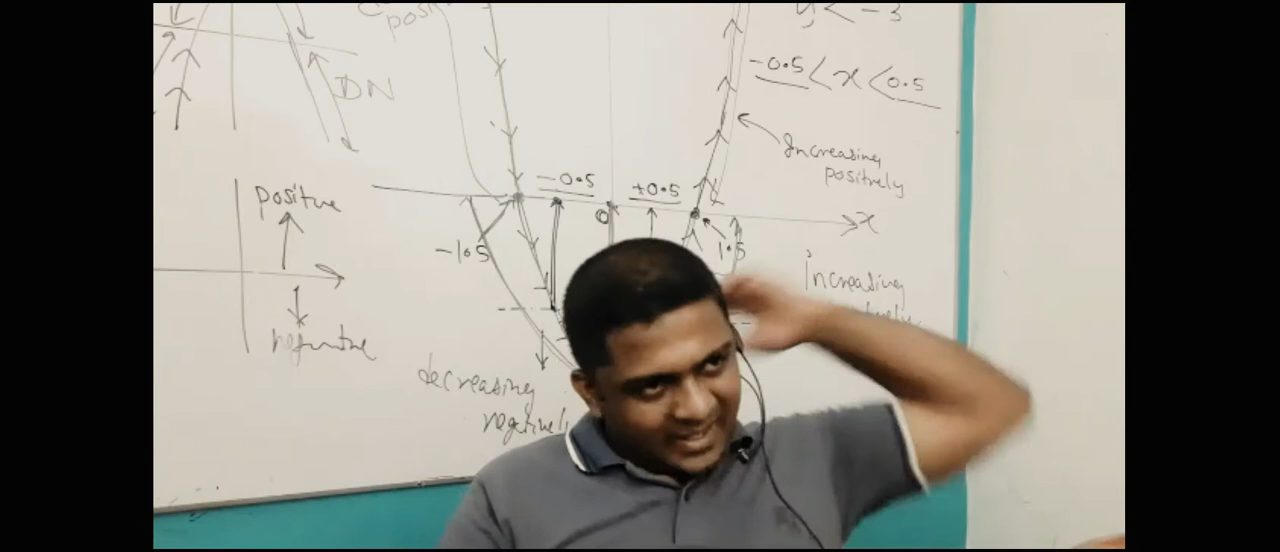 positiv
y < -3
-0.5 < x < 0.5
DN
Increasing
positively
positive
-0.5
+0.5
0
x
-1.5
1.5
increasing
negative
decreasing
negatively